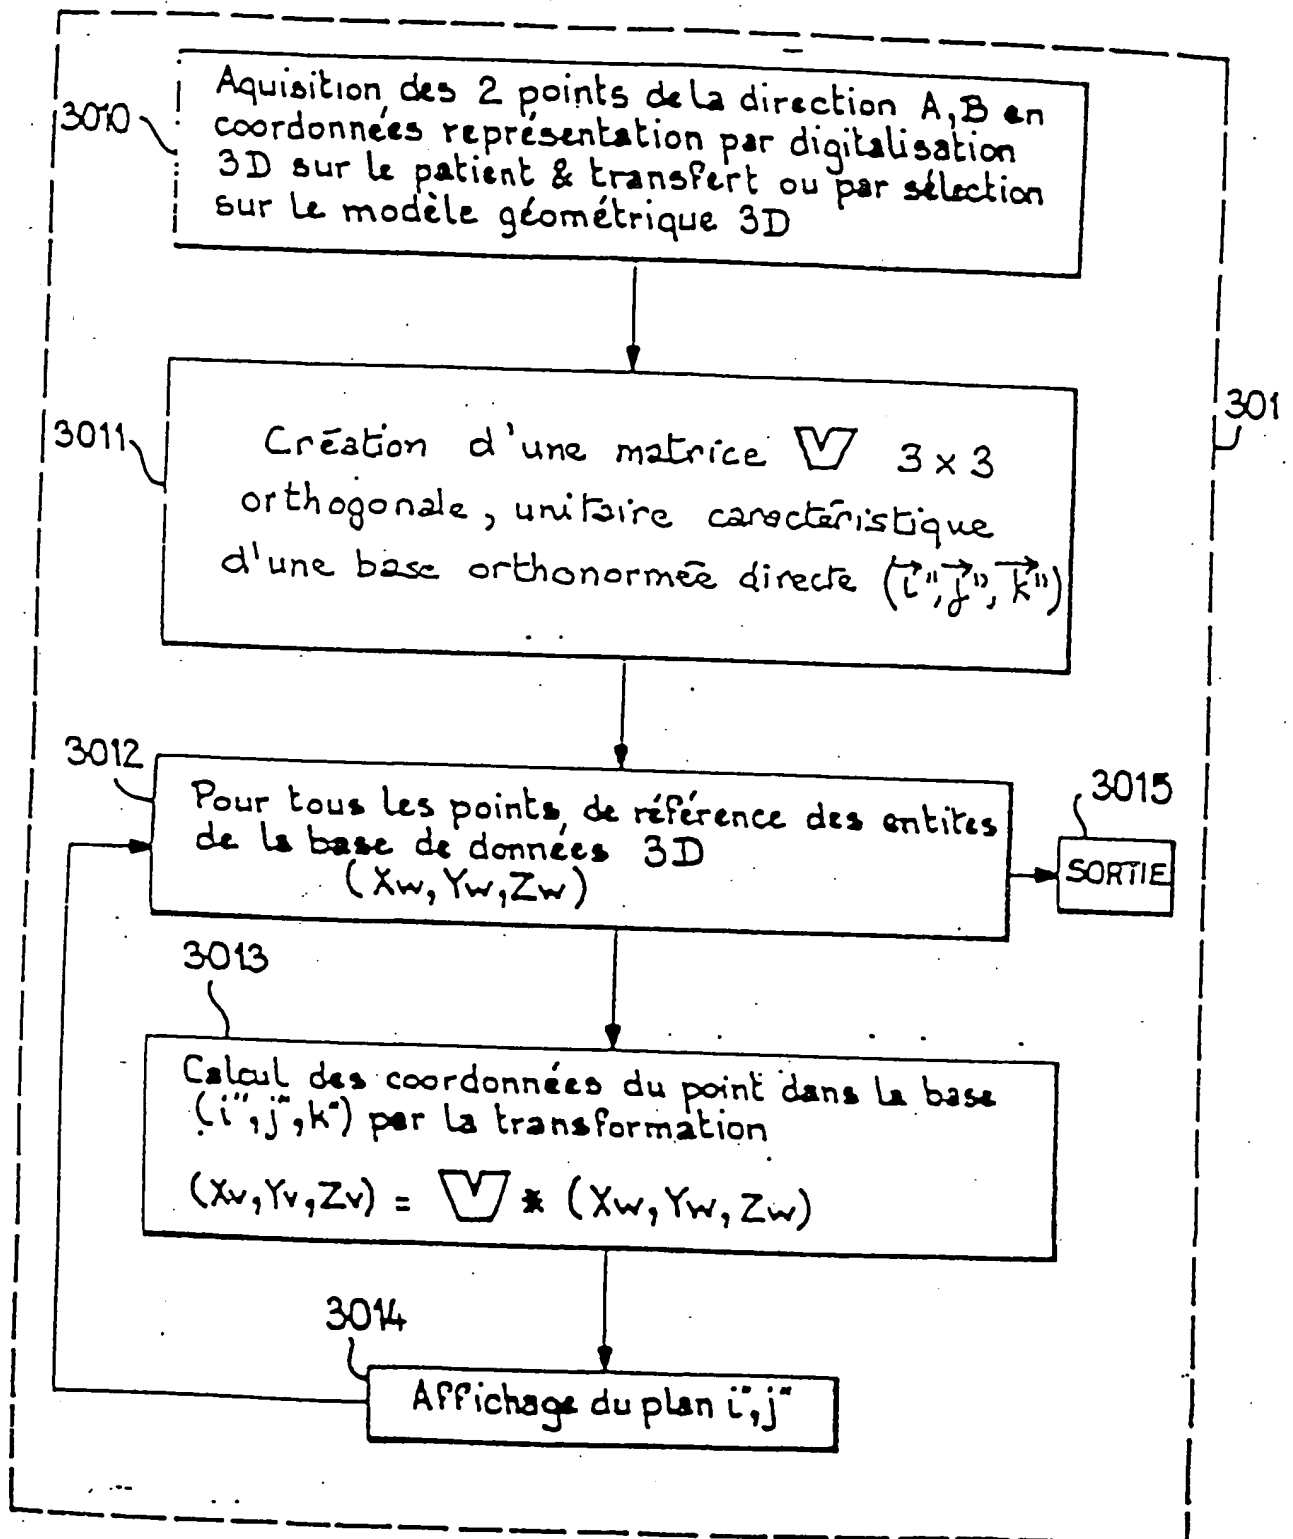 3010
Aquisition des 2 points de la direction A,B en
coordonnées représentation par digitalisation
3D sur le patient & transfert ou par sélection
sur le modèle géométrique 3D
301
3011
Création d'une matrice V 3 x 3
orthogonale, unitaire caractéristique
d'une base orthonormée directe (i", j", k")
3012
Pour tous les points de référence des entites
de la base de données 3D
(Xw, Yw, Zw)
3015
SORTIE
3013
Calcul des coordonnées du point dans la base
(i", j", k") par la transformation
(Xv, Yv, Zv) = V * (Xw, Yw, Zw)
3014
Affichage du plan i", j"